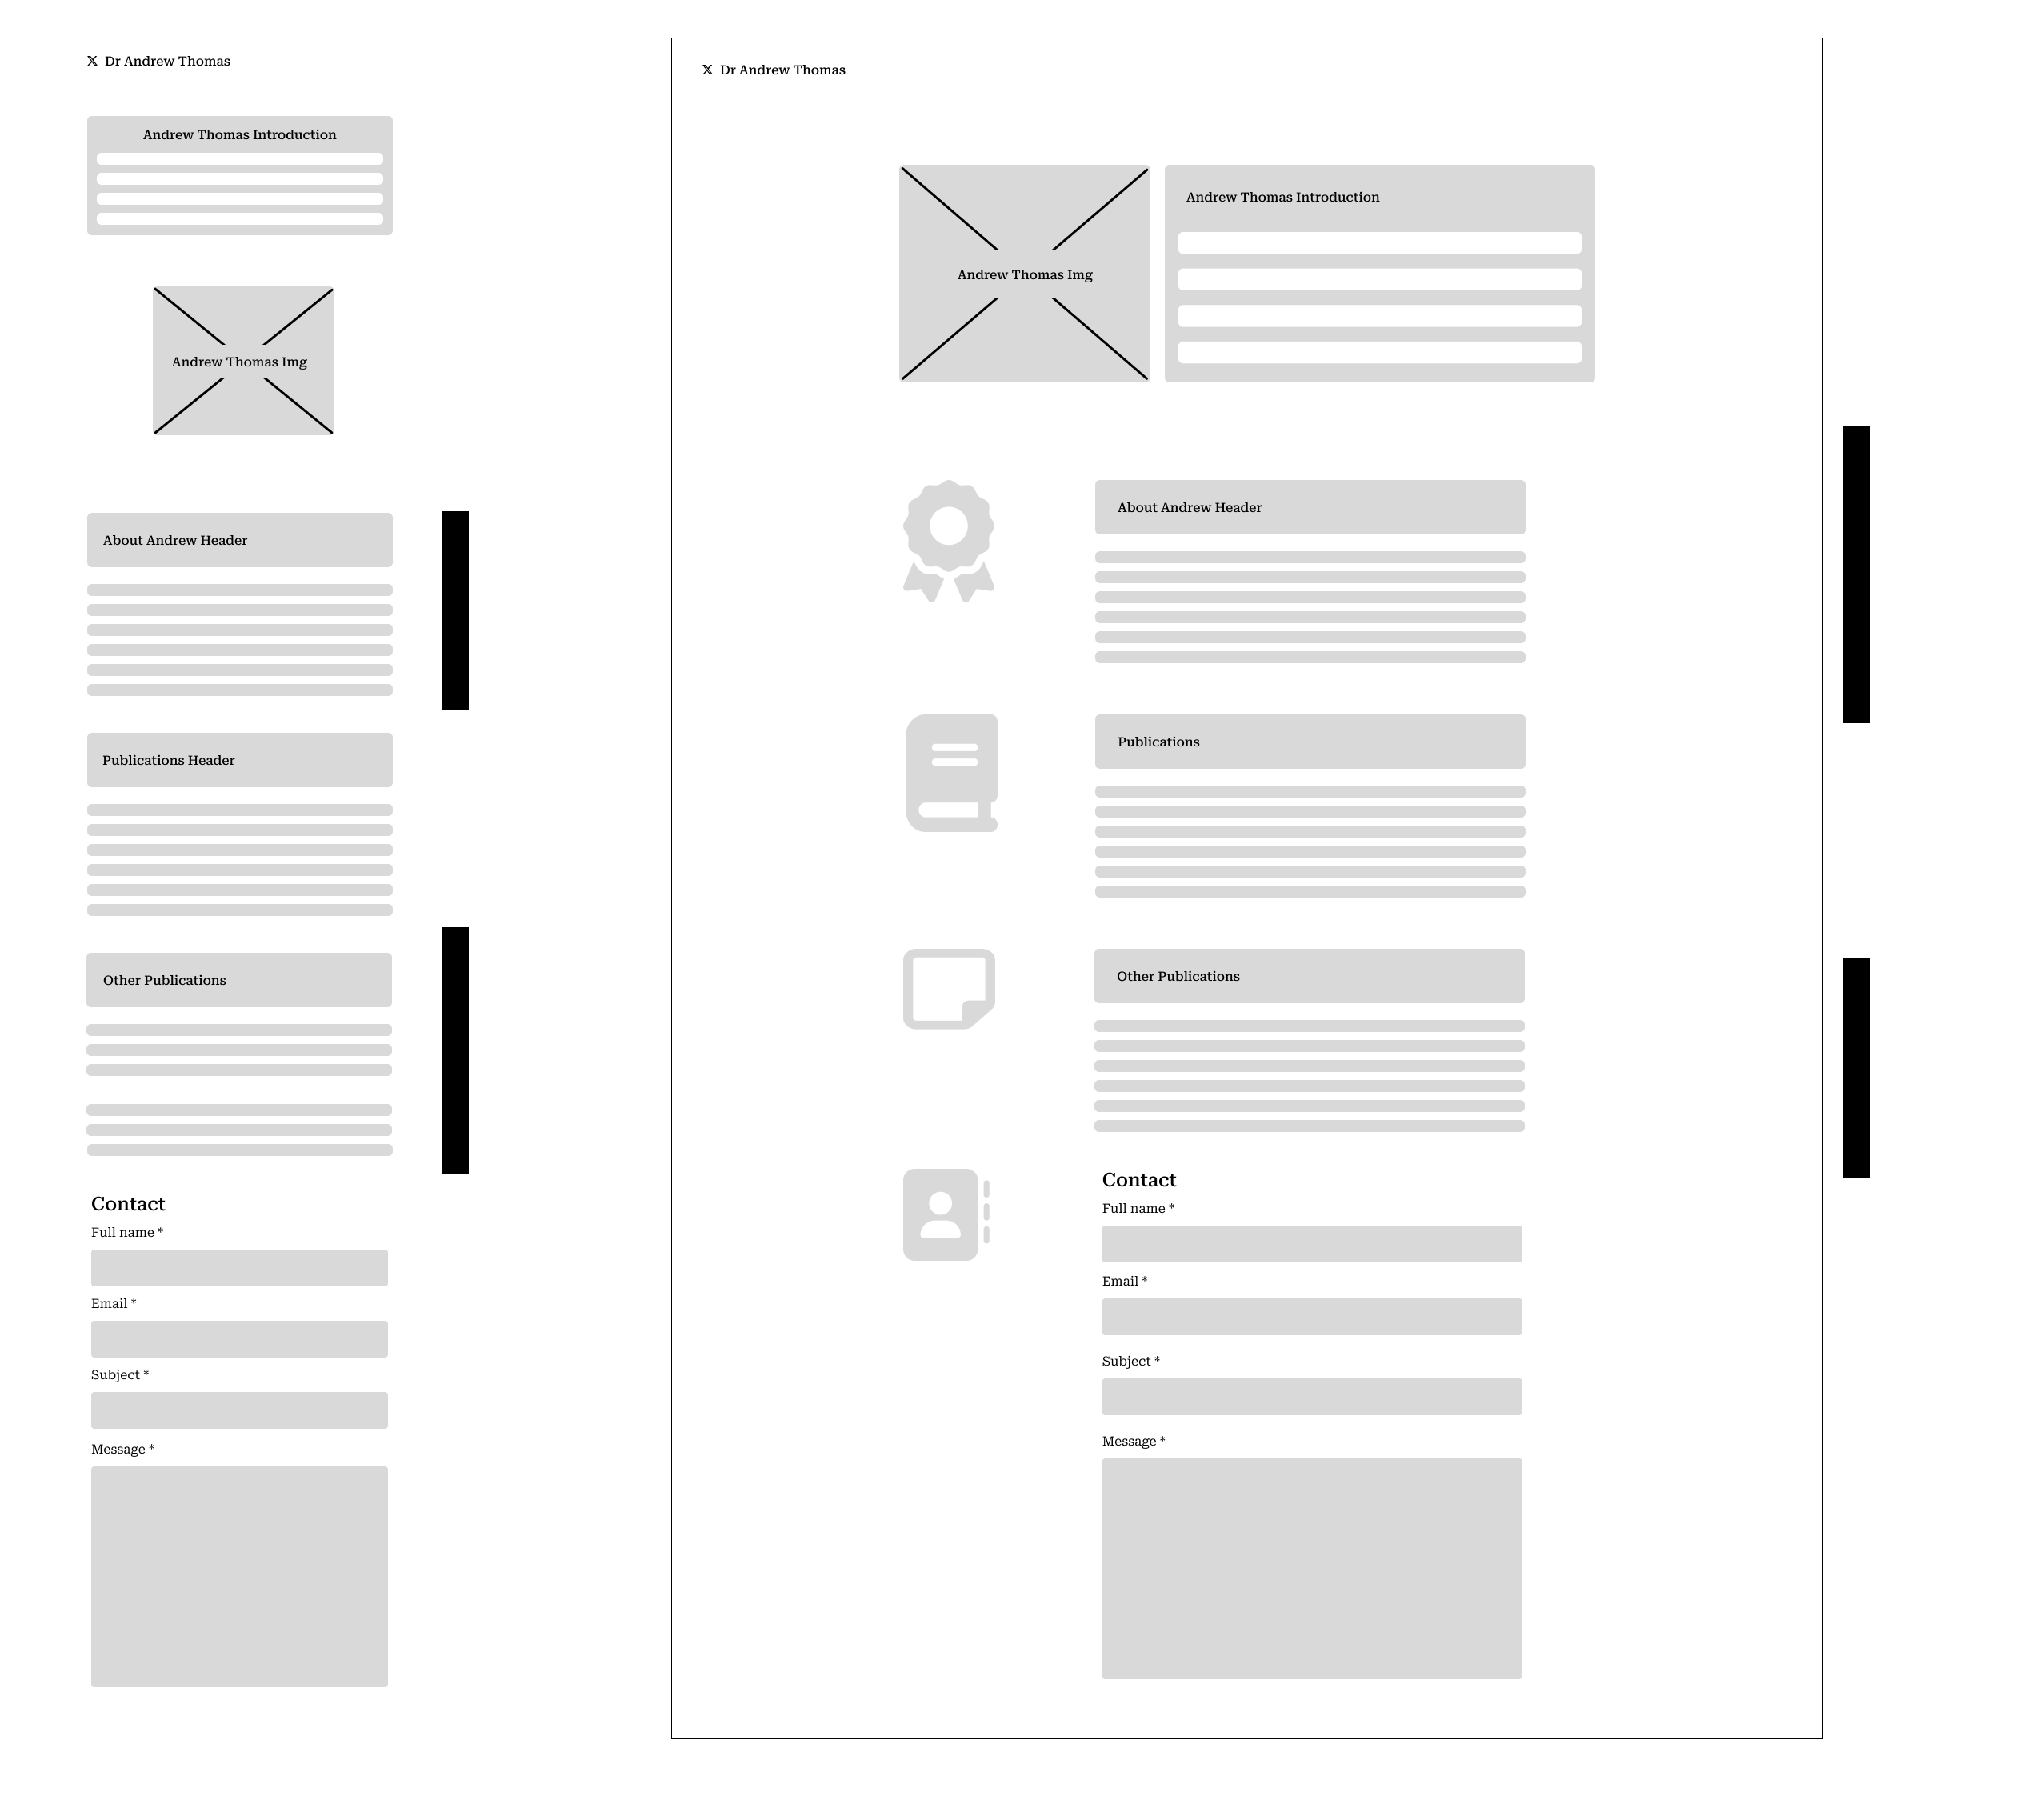 𝕏 Dr Andrew Thomas
Andrew Thomas Introduction
Andrew Thomas Img
About Andrew Header
Publications Header
Other Publications
Contact
Full name *
Email *
Subject *
Message *
𝕏 Dr Andrew Thomas
Andrew Thomas Img
Andrew Thomas Introduction
About Andrew Header
Publications
Other Publications
Contact
Full name *
Email *
Subject *
Message *